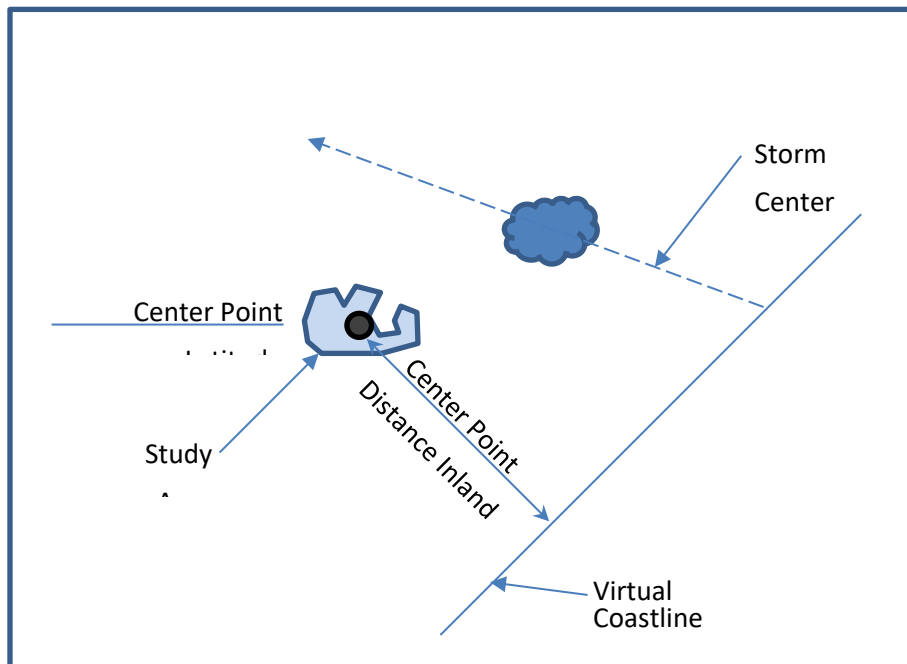 Storm
Center
Center Point
Study
Center Point
Distance Inland
Virtual
Coastline